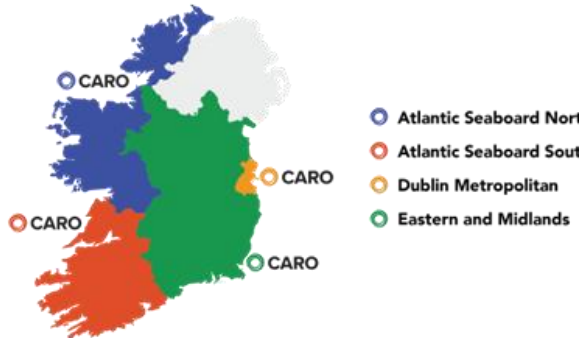 CARO
CARO
CARO
CARO
Atlantic Seaboard Nort
Atlantic Seaboard Sout
Dublin Metropolitan
Eastern and Midlands